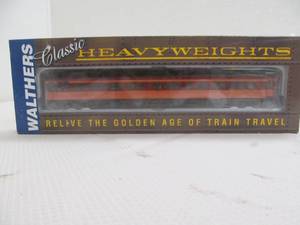 WALTHERS
Classic
HEAVYWEIGHTS
RELIVE THE GOLDEN AGE OF TRAIN TRAVEL